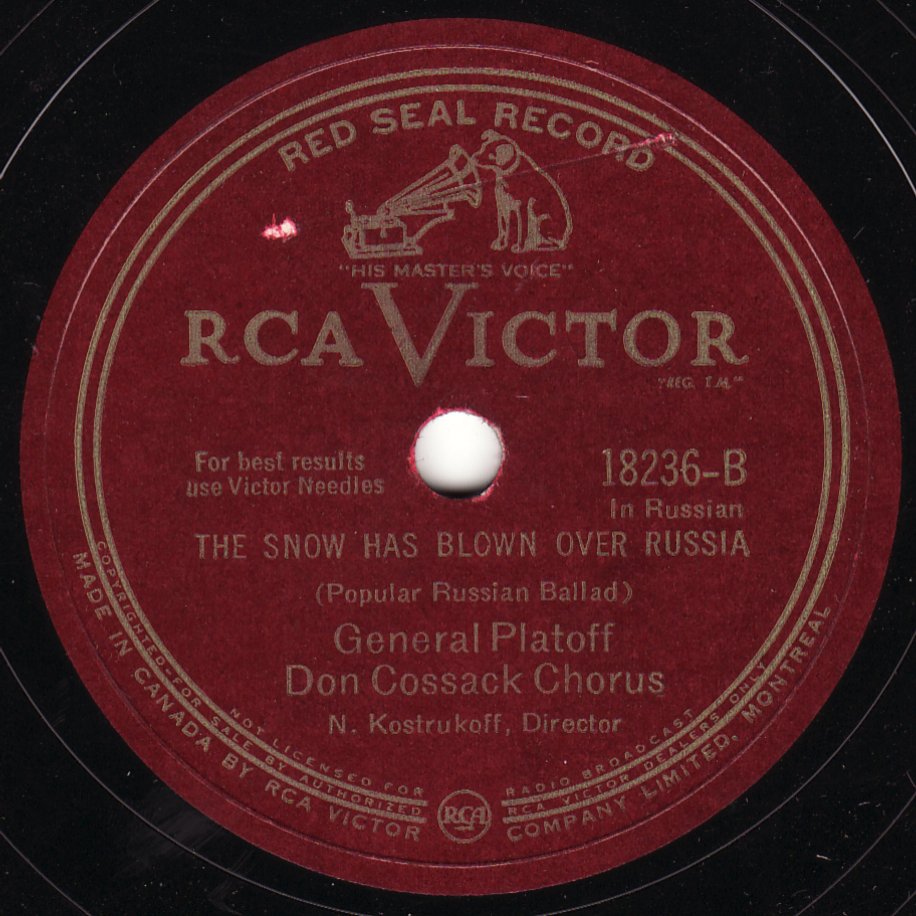 RED SEAL RECORD
"HIS MASTER'S VOICE"
RCA VICTOR
"REG. T.M."
For best results
use Victor Needles
18236-B
In Russian
THE SNOW HAS BLOWN OVER RUSSIA
(Popular Russian Ballad)
General Platoff
Don Cossack Chorus
N. Kostrukoff, Director
NOT LICENSED FOR RADIO BROADCAST
COPYRIGHTED-FOR SALE BY AUTHORIZED RCA VICTOR DEALERS ONLY
MADE IN CANADA BY RCA VICTOR COMPANY LIMITED, MONTREAL
RCA